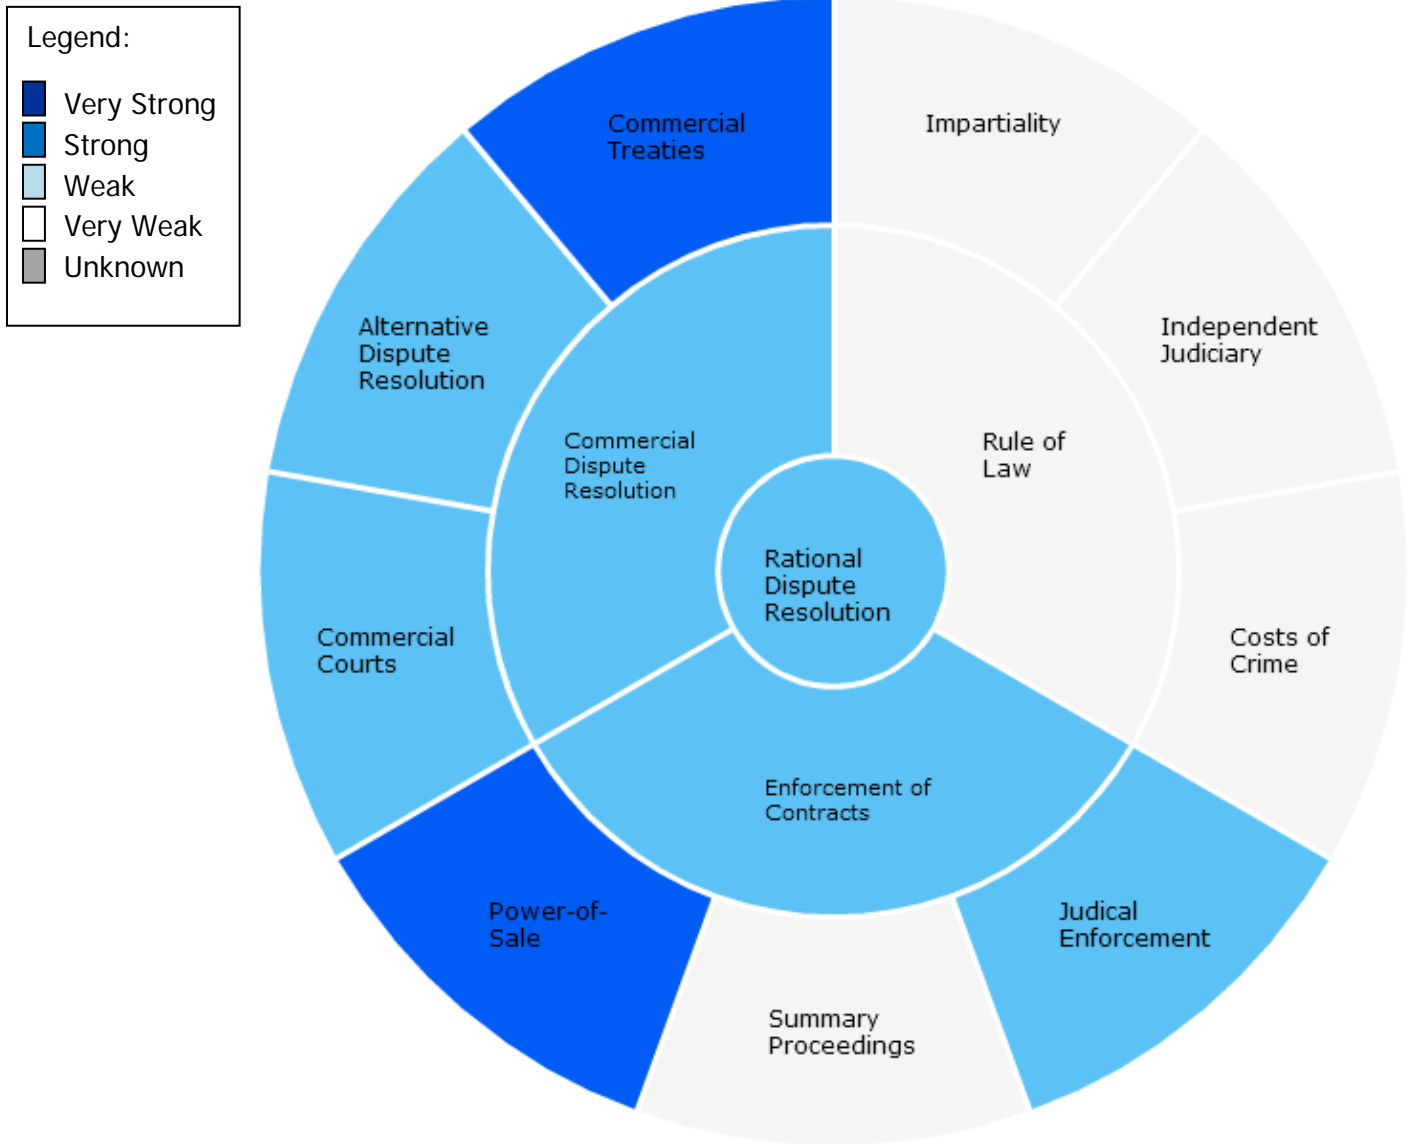 Legend:
Very Strong
Strong
Weak
Very Weak
Unknown
Commercial
Treaties
Impartiality
Alternative
Dispute
Resolution
Independent
Judiciary
Commercial
Dispute
Resolution
Rule of
Law
Rational
Dispute
Resolution
Commercial
Courts
Costs of
Crime
Enforcement of
Contracts
Power-of-
Sale
Judical
Enforcement
Summary
Proceedings